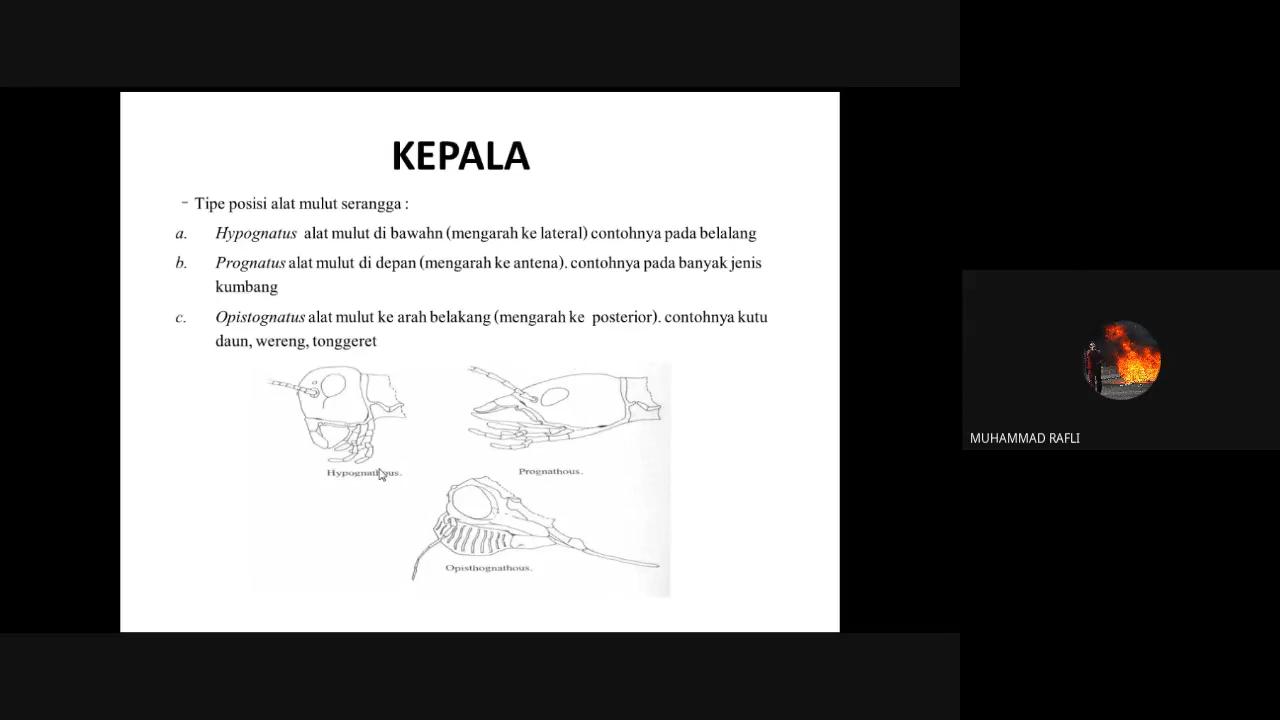 KEPALA
- Tipe posisi alat mulut serangga :
a. Hypognatus alat mulut di bawahn (mengarah ke lateral) contohnya pada belalang
b. Prognatus alat mulut di depan (mengarah ke antena). contohnya pada banyak jenis
kumbang
c. Opistognatus alat mulut ke arah belakang (mengarah ke posterior). contohnya kutu
daun, wereng, tonggeret
Hypognathous.
Prognathous.
Opisthognathous.
MUHAMMAD RAFLI